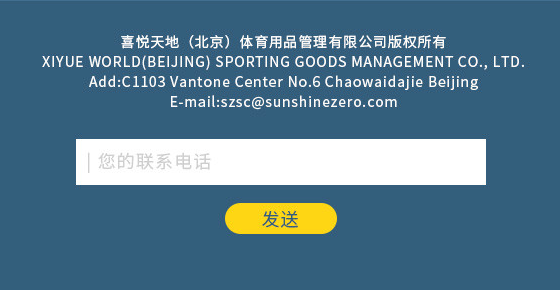 喜悦天地（北京）体育用品管理有限公司版权所有
XIYUE WORLD(BEIJING) SPORTING GOODS MANAGEMENT CO., LTD.
Add:C1103 Vantone Center No.6 Chaowaidajie Beijing
E-mail:szsc@sunshinezero.com
| 您的联系电话
发送